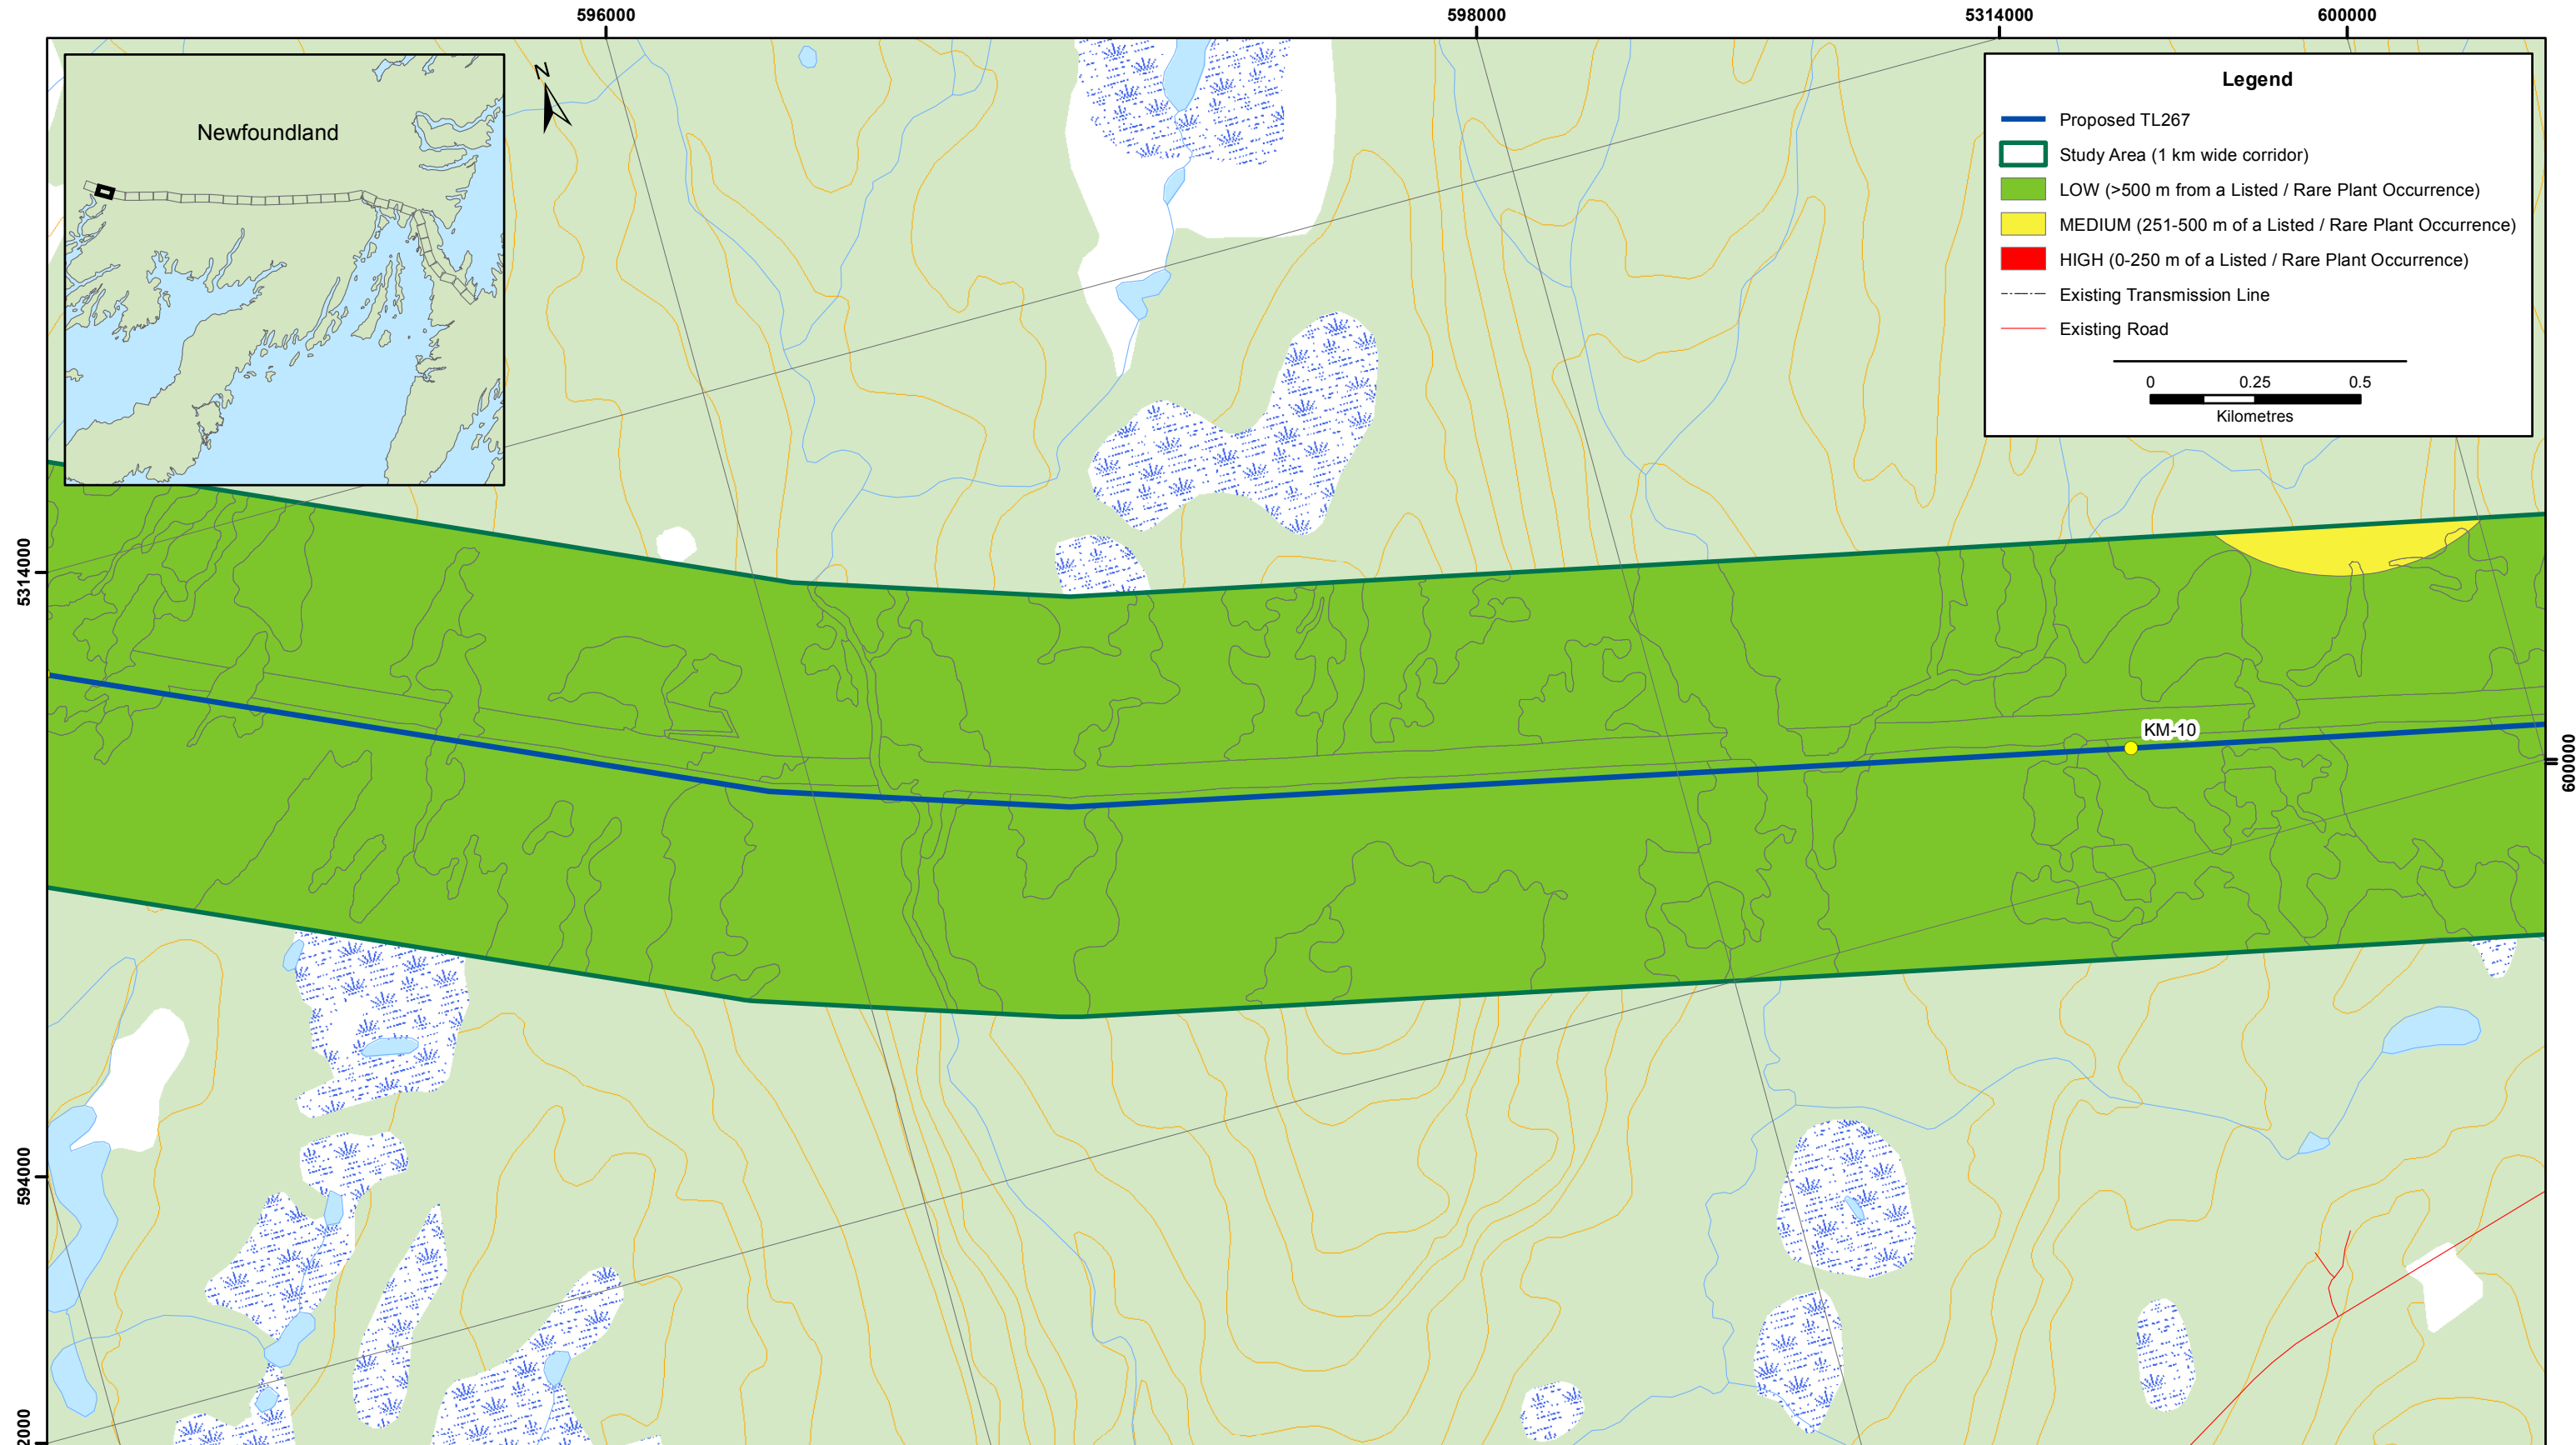 596000
598000
5314000
600000
Newfoundland
N
Legend
Proposed TL267
Study Area (1 km wide corridor)
LOW (>500 m from a Listed / Rare Plant Occurrence)
MEDIUM (251-500 m of a Listed / Rare Plant Occurrence)
HIGH (0-250 m of a Listed / Rare Plant Occurrence)
Existing Transmission Line
Existing Road
0 0.25 0.5
Kilometres
5314000
KM-10
594000